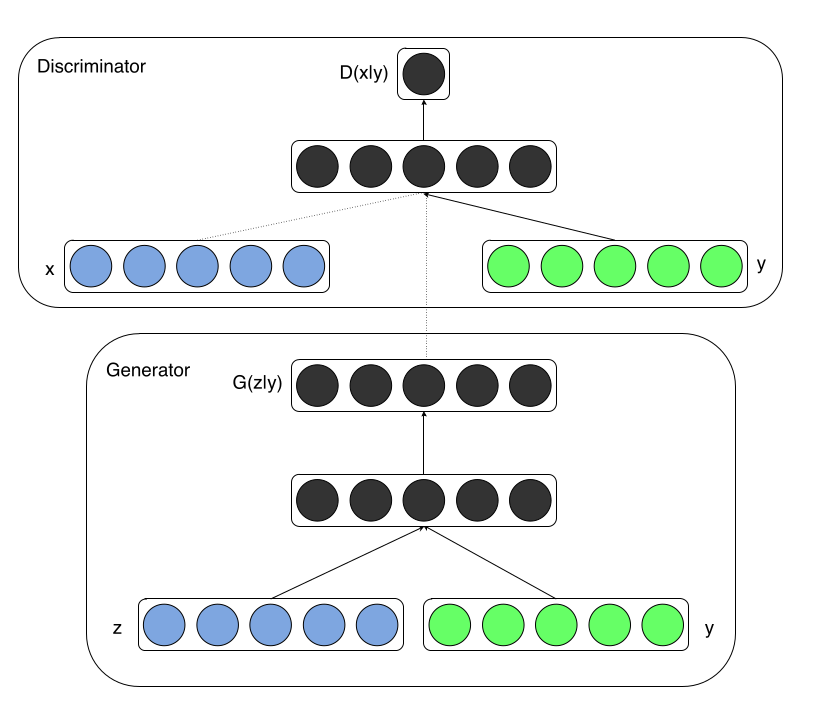 Discriminator
D(x|y)
x
y
Generator
G(z|y)
z
y